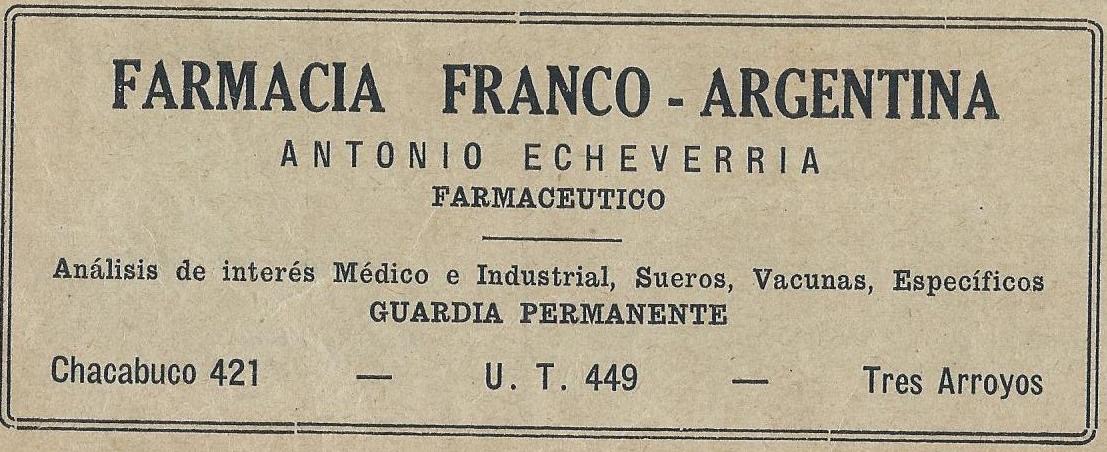 FARMACIA FRANCO - ARGENTINA
ANTONIO ECHEVERRIA
FARMACEUTICO
Análisis de interés Médico e Industrial, Sueros, Vacunas, Específicos
GUARDIA PERMANENTE
Chacabuco 421 — U. T. 449 — Tres Arroyos